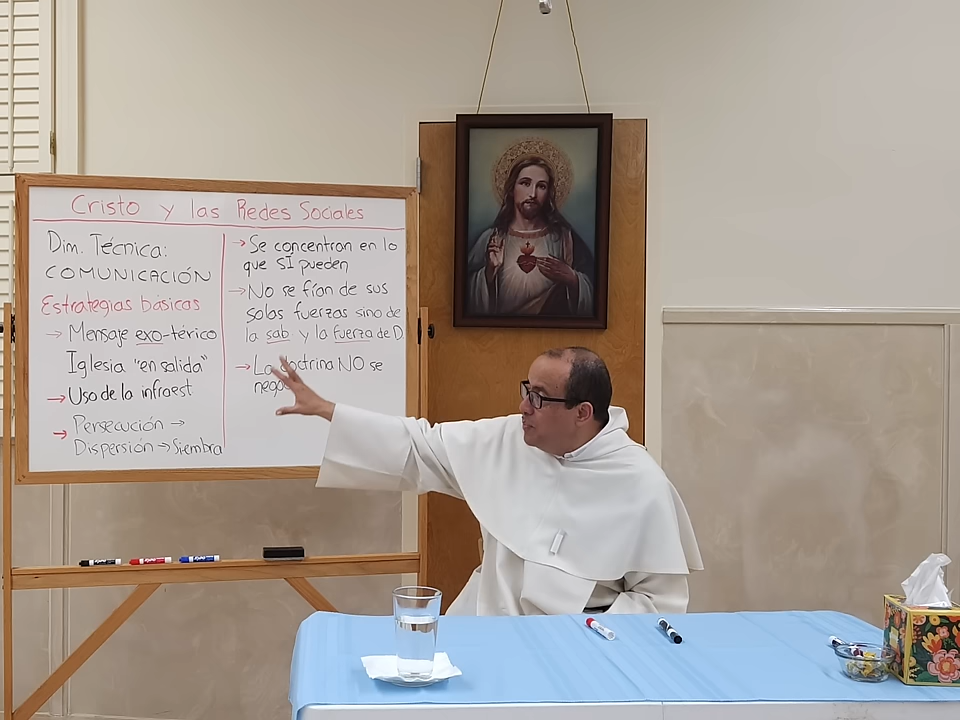 Cristo y las Redes Sociales
Dim. Técnica:
COMUNICACIÓN
Estrategias básicas
→ Mensaje exo-térico
Iglesia "en salida"
→ Uso de la infraest
→ Persecución →
Dispersión → Siembra
→ Se concentran en lo
que SÍ pueden
→ No se fían de sus
solas fuerzas sino de
la sab y la fuerza de D.
→ La doctrina NO se